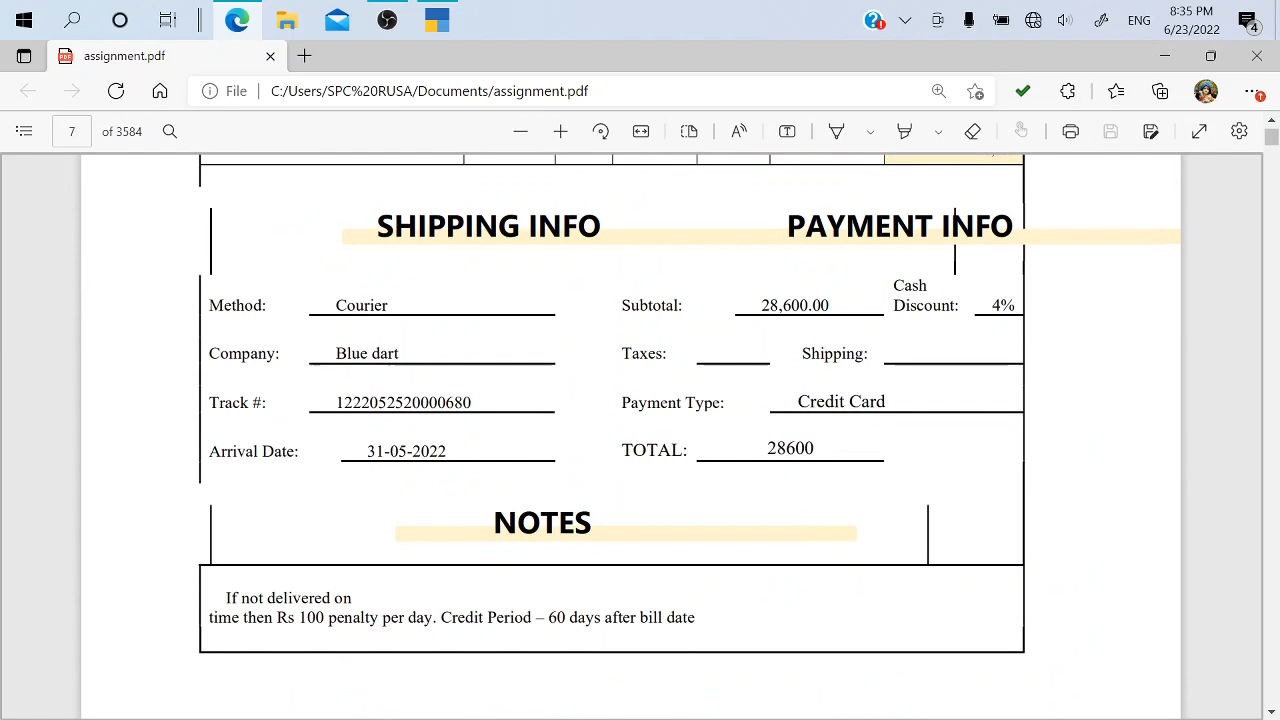 8:35 PM
ENG
6/23/2022
4
assignment.pdf
File C:/Users/SPC%20RUSA/Documents/assignment.pdf
7 of 3584
SHIPPING INFO PAYMENT INFO
Method: Courier Subtotal: 28,600.00 Cash Discount: 4%
Company: Blue dart Taxes: Shipping:
Track #: 1222052520000680 Payment Type: Credit Card
Arrival Date: 31-05-2022 TOTAL: 28600
NOTES
If not delivered on
time then Rs 100 penalty per day. Credit Period – 60 days after bill date